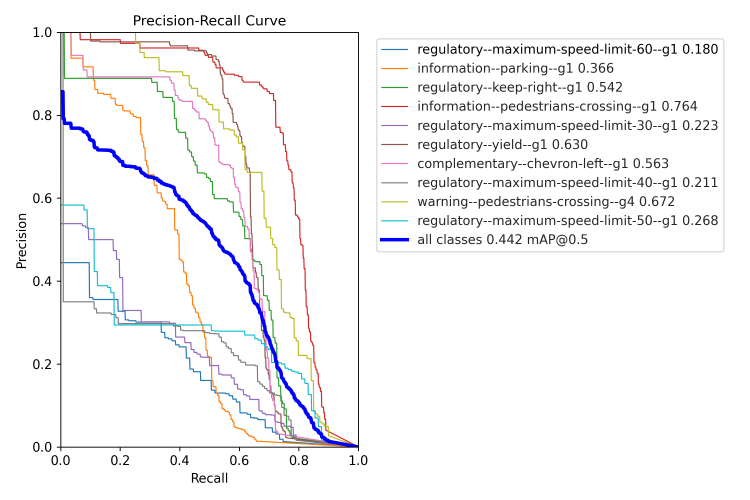 Precision-Recall Curve
1.0
0.8
0.6
0.4
0.2
0.0
Precision
0.0 0.2 0.4 0.6 0.8 1.0
Recall
regulatory--maximum-speed-limit-60--g1 0.180
information--parking--g1 0.366
regulatory--keep-right--g1 0.542
information--pedestrians-crossing--g1 0.764
regulatory--maximum-speed-limit-30--g1 0.223
regulatory--yield--g1 0.630
complementary--chevron-left--g1 0.563
regulatory--maximum-speed-limit-40--g1 0.211
warning--pedestrians-crossing--g4 0.672
regulatory--maximum-speed-limit-50--g1 0.268
all classes 0.442 mAP@0.5